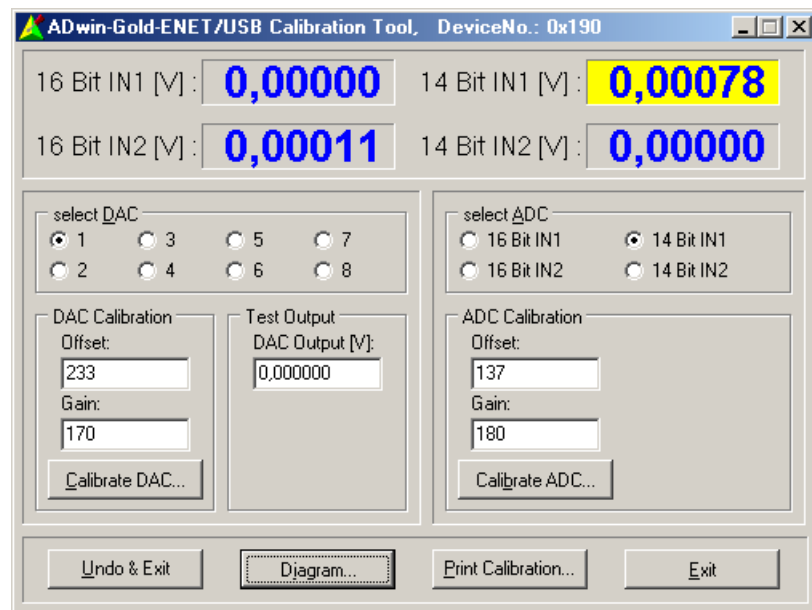 ADwin-Gold-ENET/USB Calibration Tool, DeviceNo.: 0x190
16 Bit IN1 [V] : 0,00000 14 Bit IN1 [V] : 0,00078
16 Bit IN2 [V] : 0,00011 14 Bit IN2 [V] : 0,00000
select DAC
1 3 5 7
2 4 6 8
select ADC
16 Bit IN1 14 Bit IN1
16 Bit IN2 14 Bit IN2
DAC Calibration
Offset:
233
Gain:
170
Calibrate DAC...
Test Output
DAC Output [V]:
0,000000
ADC Calibration
Offset:
137
Gain:
180
Calibrate ADC...
Undo & Exit Diagram... Print Calibration... Exit